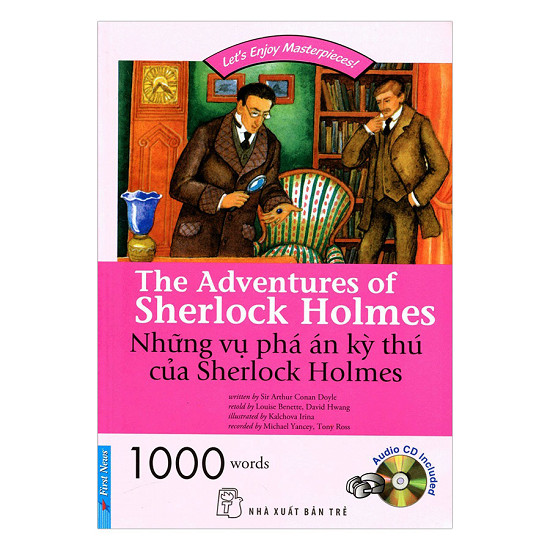 Let's Enjoy Masterpieces!
The Adventures of
Sherlock Holmes
Những vụ phá án kỳ thú
của Sherlock Holmes
written by Sir Arthur Conan Doyle
retold by Louise Benette, David Hwang
illustrated by Kalchova Irina
recorded by Michael Yancey, Tony Ross
First News
1000 words
Audio CD Included
NHÀ XUẤT BẢN TRẺ